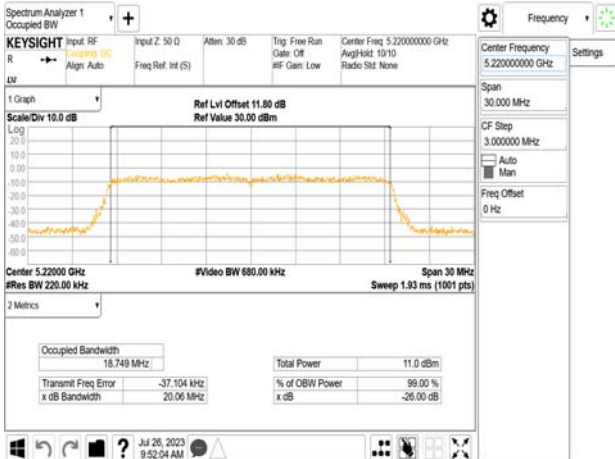 Spectrum Analyzer 1
Occupied BW
Frequency
KEYSIGHT
R
Input: RF
Coupling: DC
Align: Auto
Input Z: 50 Ω
Freq Ref: Int (S)
Atten: 30 dB
Trig: Free Run
Gate: Off
#IF Gain: Low
Center Freq: 5.220000000 GHz
Avg|Hold: 10/10
Radio Std: None
Center Frequency
5.220000000 GHz
Settings
Span
30.000 MHz
CF Step
3.000000 MHz
Auto
Man
Freq Offset
0 Hz
1 Graph
Scale/Div 10.0 dB
Ref Lvl Offset 11.80 dB
Ref Value 30.00 dBm
Log
20.0
10.0
0.00
-10.0
-20.0
-30.0
-40.0
-50.0
-60.0
Center 5.22000 GHz
#Res BW 220.00 kHz
#Video BW 680.00 kHz
Span 30 MHz
Sweep 1.93 ms (1001 pts)
2 Metrics
Occupied Bandwidth
18.749 MHz
Total Power 11.0 dBm
Transmit Freq Error -37.104 kHz
% of OBW Power 99.00 %
x dB Bandwidth 20.06 MHz
x dB -26.00 dB
?
Jul 26, 2023
9:52:04 AM